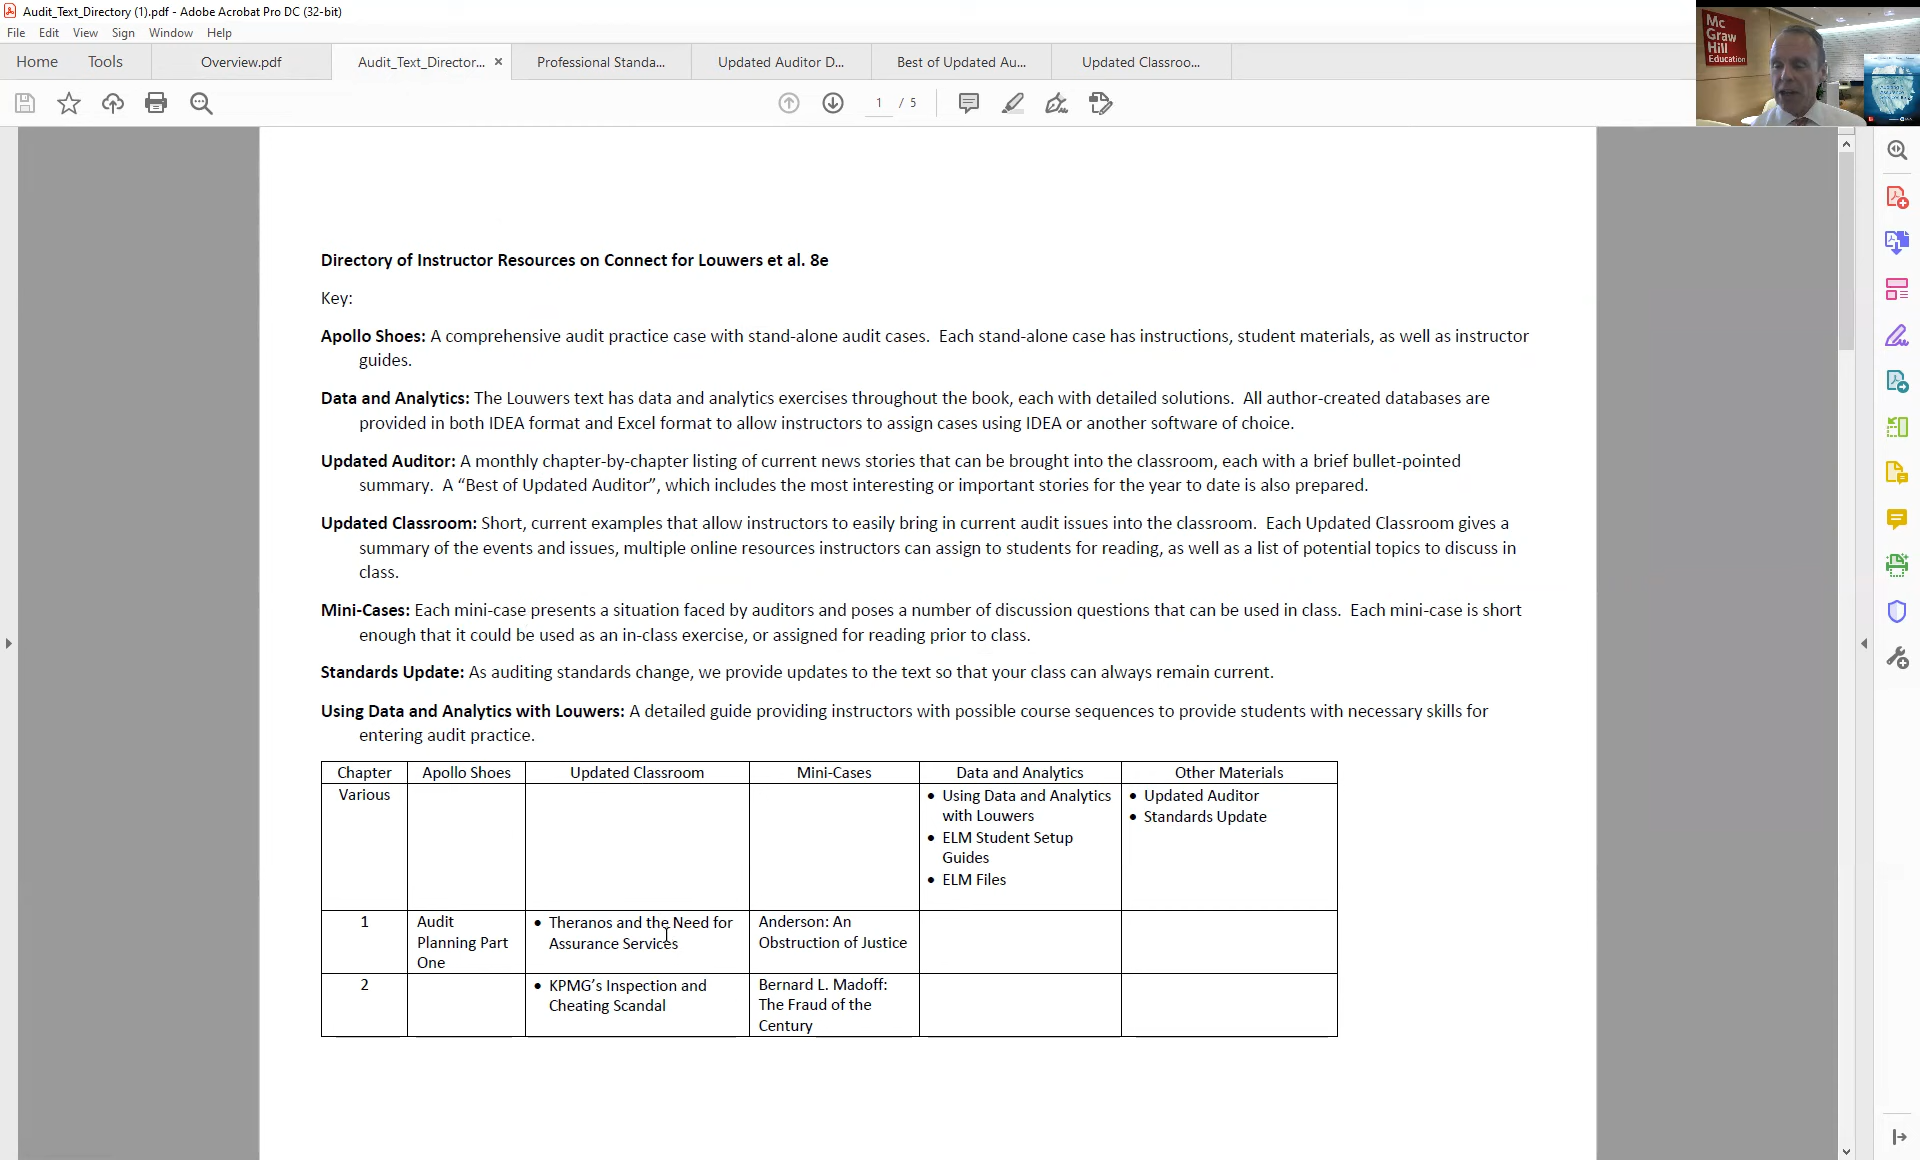 Audit_Text_Directory (1).pdf - Adobe Acrobat Pro DC (32-bit)
File Edit View Sign Window Help
Home Tools Overview.pdf Audit_Text_Director... × Professional Standa... Updated Auditor D... Best of Updated Au... Updated Classroo...
1 / 5
Mc
Graw
Hill
Education
Directory of Instructor Resources on Connect for Louwers et al. 8e
Key:
Apollo Shoes: A comprehensive audit practice case with stand-alone audit cases. Each stand-alone case has instructions, student materials, as well as instructor
guides.
Data and Analytics: The Louwers text has data and analytics exercises throughout the book, each with detailed solutions. All author-created databases are
provided in both IDEA format and Excel format to allow instructors to assign cases using IDEA or another software of choice.
Updated Auditor: A monthly chapter-by-chapter listing of current news stories that can be brought into the classroom, each with a brief bullet-pointed
summary. A “Best of Updated Auditor”, which includes the most interesting or important stories for the year to date is also prepared.
Updated Classroom: Short, current examples that allow instructors to easily bring in current audit issues into the classroom. Each Updated Classroom gives a
summary of the events and issues, multiple online resources instructors can assign to students for reading, as well as a list of potential topics to discuss in
class.
Mini-Cases: Each mini-case presents a situation faced by auditors and poses a number of discussion questions that can be used in class. Each mini-case is short
enough that it could be used as an in-class exercise, or assigned for reading prior to class.
Standards Update: As auditing standards change, we provide updates to the text so that your class can always remain current.
Using Data and Analytics with Louwers: A detailed guide providing instructors with possible course sequences to provide students with necessary skills for
entering audit practice.
Chapter Apollo Shoes Updated Classroom Mini-Cases Data and Analytics Other Materials
Various
• Using Data and Analytics
with Louwers
• ELM Student Setup
Guides
• ELM Files
• Updated Auditor
• Standards Update
1
Audit
Planning Part
One
• Theranos and the Need for
Assurance Services
Anderson: An
Obstruction of Justice
2
• KPMG’s Inspection and
Cheating Scandal
Bernard L. Madoff:
The Fraud of the
Century